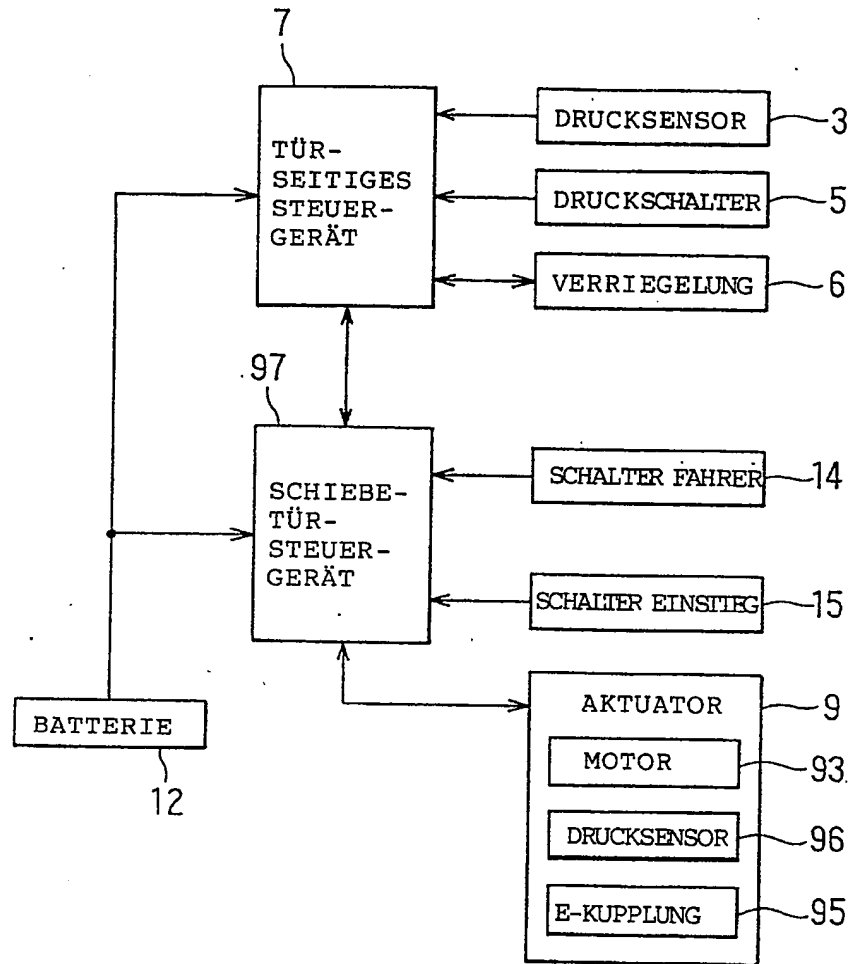 7
TÜR-
SEITIGES
STEUER-
GERÄT
DRUCKSENSOR
3
DRUCKSCHALTER
5
VERRIEGELUNG
6
97
SCHIEBE-
TÜR-
STEUER-
GERÄT
SCHALTER FAHRER
14
SCHALTER EINSTIEG
15
BATTERIE
12
AKTUATOR
9
MOTOR
93
DRUCKSENSOR
96
E-KUPPLUNG
95